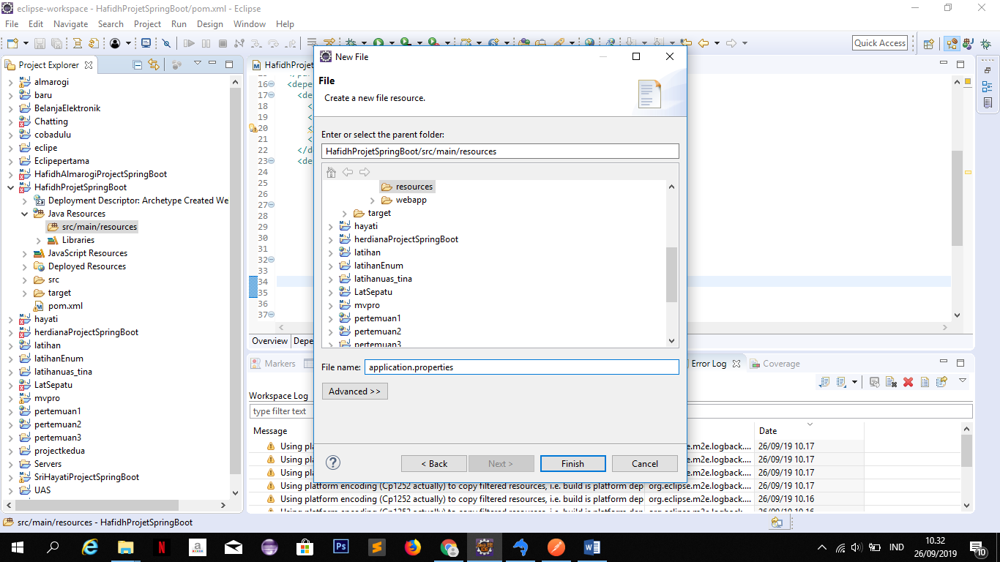 eclipse-workspace - HafidhProjetSpringBoot/pom.xml - Eclipse
File Edit Navigate Search Project Run Design Window Help
Quick Access
Project Explorer
almarogi
baru
BelanjaElektronik
Chatting
cobadulu
eclipe
Eclipepertama
HafidhAlmarogiProjectSpringBoot
HafidhProjetSpringBoot
Deployment Descriptor: Archetype Created We
Java Resources
src/main/resources
Libraries
JavaScript Resources
Deployed Resources
src
target
pom.xml
hayati
herdianaProjectSpringBoot
latihan
latihanEnum
latihanuas_tina
LatSepatu
mvpro
pertemuan1
pertemuan2
pertemuan3
projectkedua
Servers
SriHayatiProjectSpringBoot
UAS
HafidhProjet
16 <depe
17 <de
18 <
19 <
20 <
21 <
22 </d
23 <de
24
25
26
27
28
29
30
31
32
33
34
35
36
37
Overview Depe
New File
File
Create a new file resource.
Enter or select the parent folder:
HafidhProjetSpringBoot/src/main/resources
resources
webapp
target
hayati
herdianaProjectSpringBoot
latihan
latihanEnum
latihanuas_tina
LatSepatu
mvpro
pertemuan1
pertemuan2
pertemuan3
File name: application.properties
Advanced >>
< Back Next > Finish Cancel
Markers Error Log Coverage
Workspace Log
type filter text
Message Date
Using pla e.m2e.logback.... 26/09/19 10.17
Using pla e.m2e.logback.... 26/09/19 10.17
Using pla e.m2e.logback.... 26/09/19 10.17
Using platform encoding (Cp1252 actually) to copy filtered resources, i.e. build is platform dep org.eclipse.m2e.logback.... 26/09/19 10.17
Using platform encoding (Cp1252 actually) to copy filtered resources, i.e. build is platform dep org.eclipse.m2e.logback.... 26/09/19 10.16
src/main/resources - HafidhProjetSpringBoot
IND
10.32
26/09/2019
10